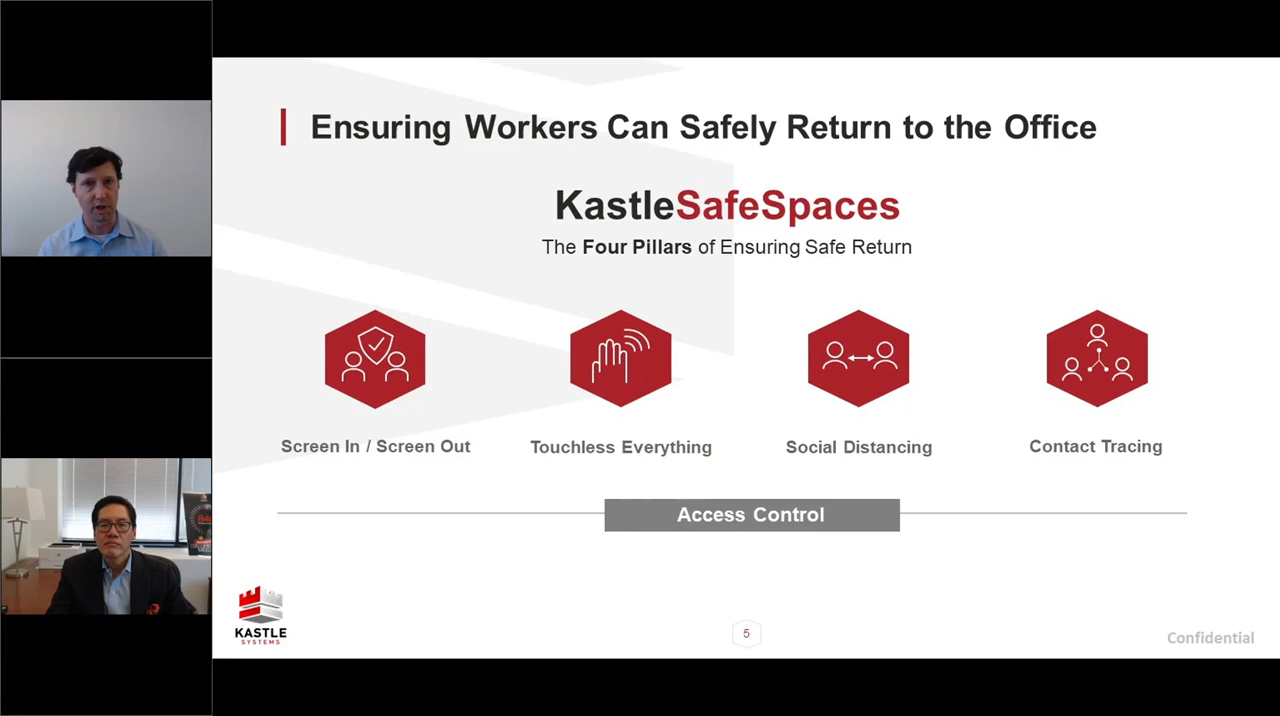 Ensuring Workers Can Safely Return to the Office
KastleSafeSpaces
The Four Pillars of Ensuring Safe Return
Screen In / Screen Out
Touchless Everything
Social Distancing
Contact Tracing
Access Control
KASTLE
SYSTEMS
5
Confidential